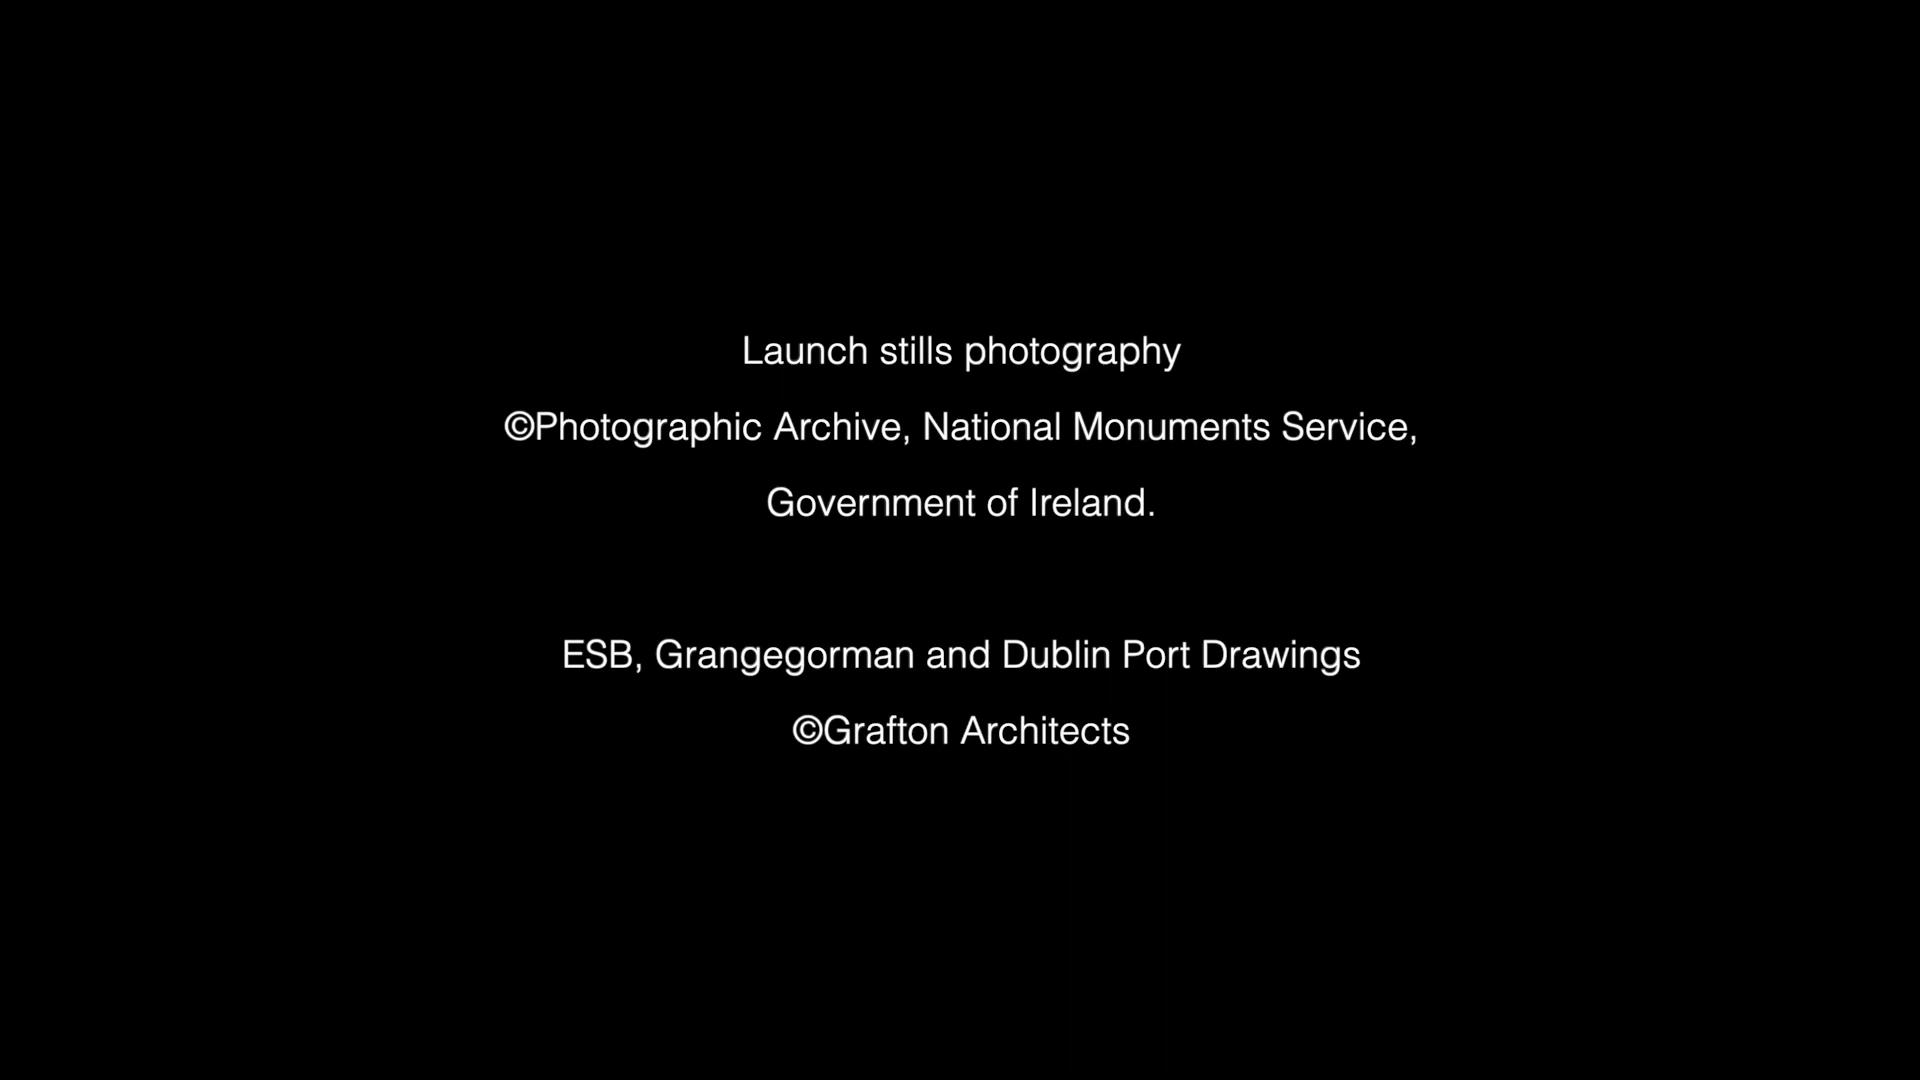 Launch stills photography
©Photographic Archive, National Monuments Service,
Government of Ireland.
ESB, Grangegorman and Dublin Port Drawings
©Grafton Architects